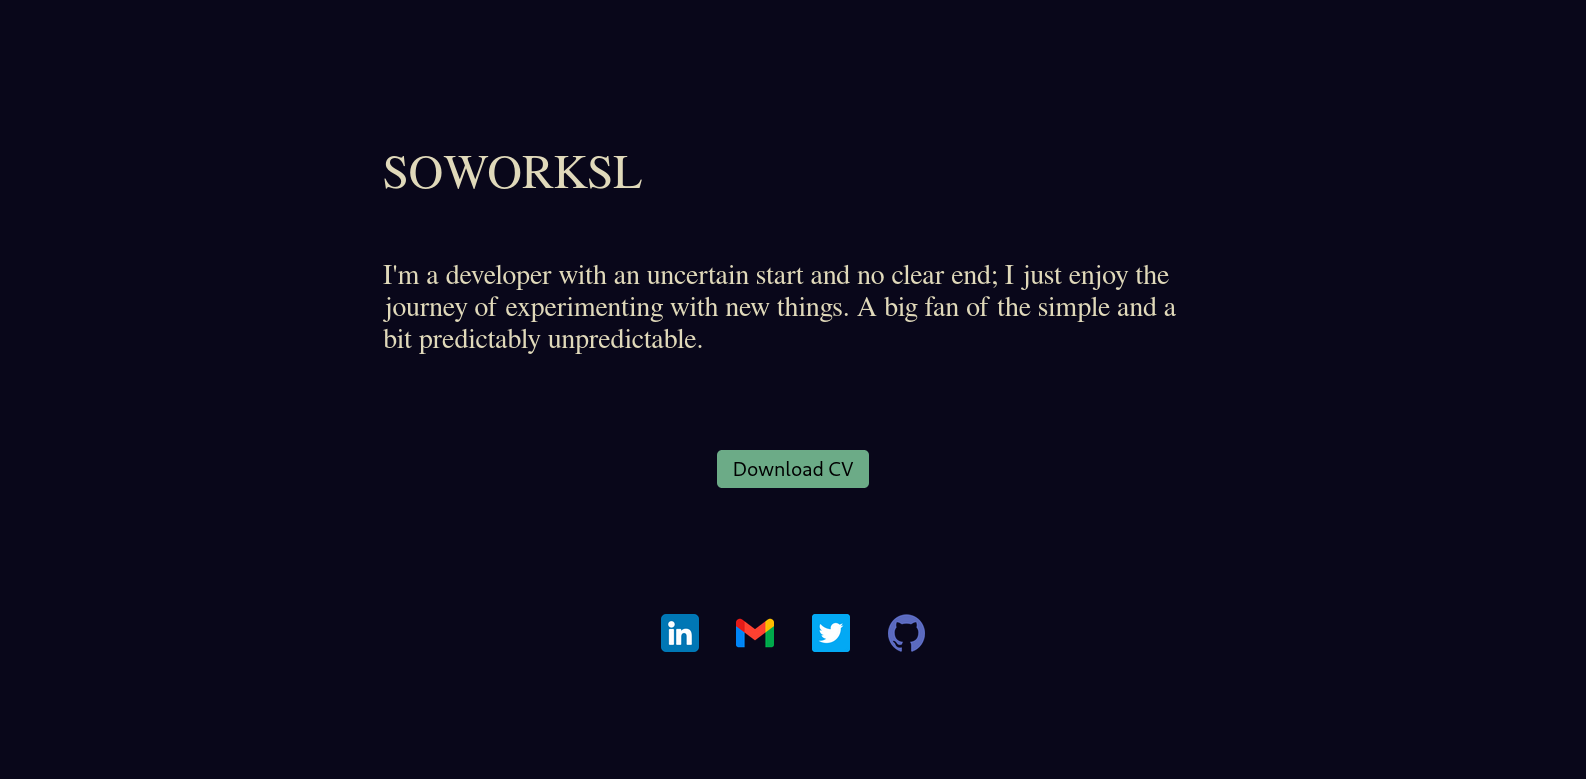 SOWORKSL
I'm a developer with an uncertain start and no clear end; I just enjoy the
journey of experimenting with new things. A big fan of the simple and a
bit predictably unpredictable.
Download CV
in